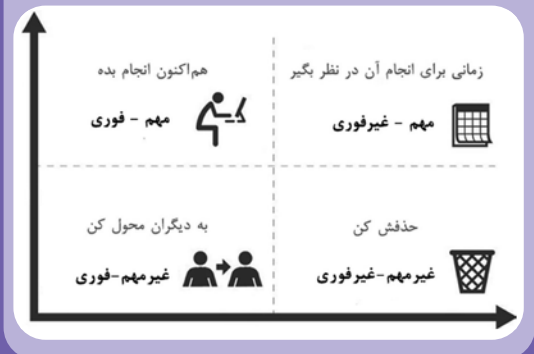 زمانی برای انجام آن در نظر بگیر
مهم - غیرفوری
هم‌اکنون انجام بده
مهم - فوری
حذفش کن
غیرمهم-غیرفوری
به دیگران محول کن
غیرمهم-فوری